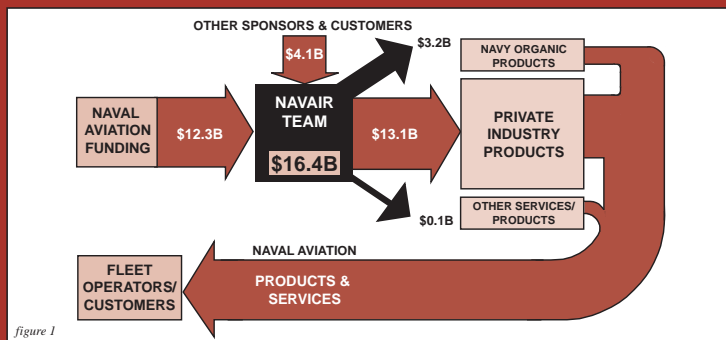 OTHER SPONSORS & CUSTOMERS
$4.1B
$3.2B
NAVY ORGANIC
PRODUCTS
NAVAL
AVIATION
FUNDING
$12.3B
NAVAIR
TEAM
$16.4B
$13.1B
PRIVATE
INDUSTRY
PRODUCTS
$0.1B
OTHER SERVICES/
PRODUCTS
NAVAL AVIATION
PRODUCTS &
SERVICES
FLEET
OPERATORS/
CUSTOMERS
figure 1